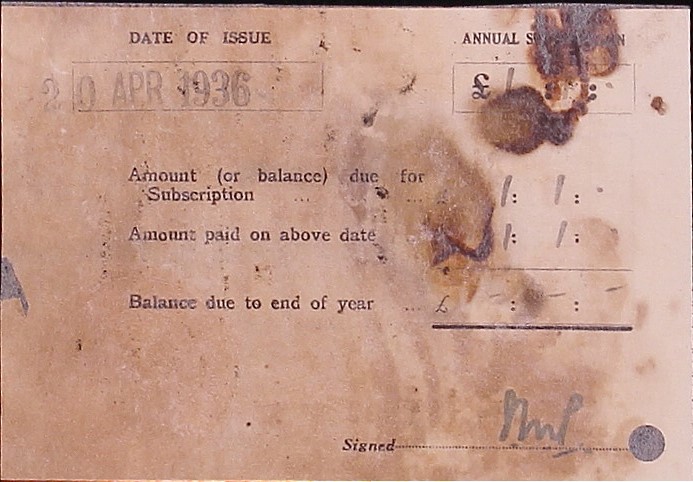 DATE OF ISSUE
ANNUAL
20 APR 1936
£ 1 : :
Amount (or balance) due for
Subscription ... ... £ 1 : 1 : -
Amount paid on above date £ 1 : 1 :
Balance due to end of year ... £ - : - :
Signed